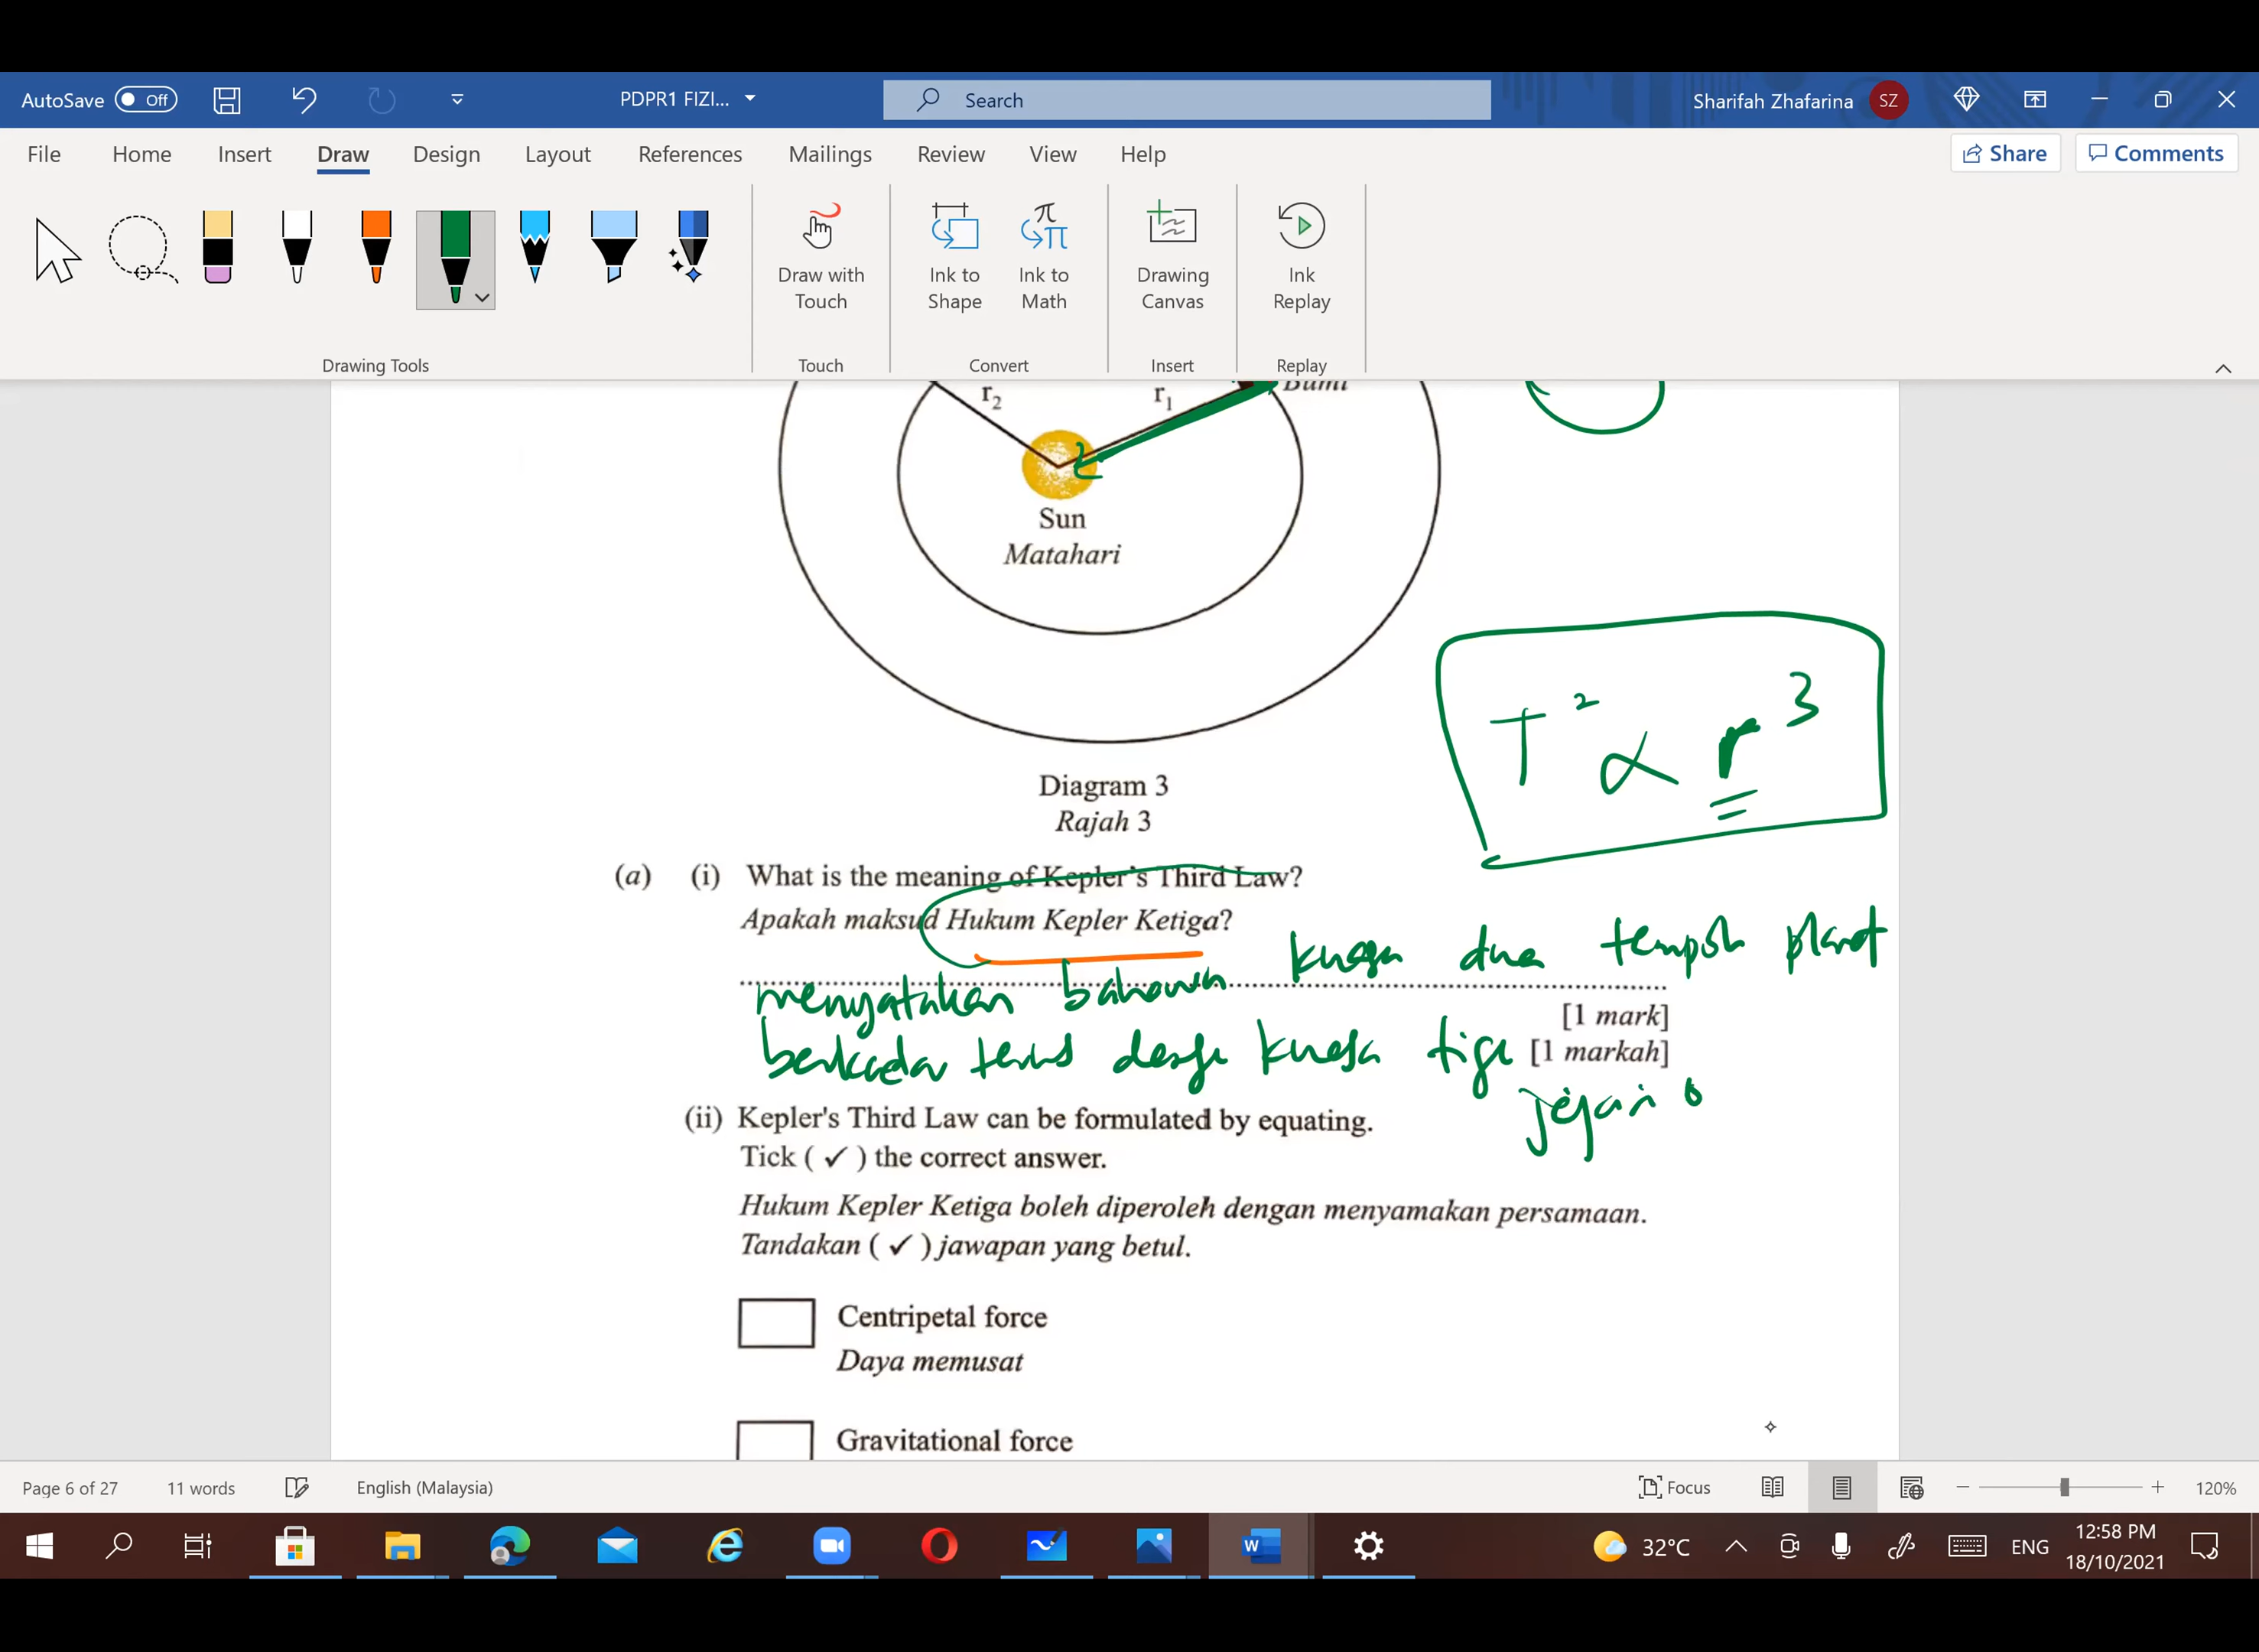 AutoSave Off PDPR1 FIZI... Search Sharifah Zhafarina SZ
File Home Insert Draw Design Layout References Mailings Review View Help Share Comments
Draw with Touch Ink to Shape Ink to Math Drawing Canvas Ink Replay
Drawing Tools Touch Convert Insert Replay
r₂ r₁ Bumi
Sun
Matahari
T² ∝ r³
Diagram 3
Rajah 3
(a) (i) What is the meaning of Kepler's Third Law?
Apakah maksud Hukum Kepler Ketiga?
menyatakan bahawa kuasa dua tempoh planet
[1 mark]
berkadar terus dengan kuasa tiga
[1 markah]
jejari o
(ii) Kepler's Third Law can be formulated by equating.
Tick ( ✓ ) the correct answer.
Hukum Kepler Ketiga boleh diperoleh dengan menyamakan persamaan.
Tandakan ( ✓ ) jawapan yang betul.
Centripetal force
Daya memusat
Gravitational force
Page 6 of 27 11 words English (Malaysia) Focus 120%
32°C ENG 12:58 PM
18/10/2021